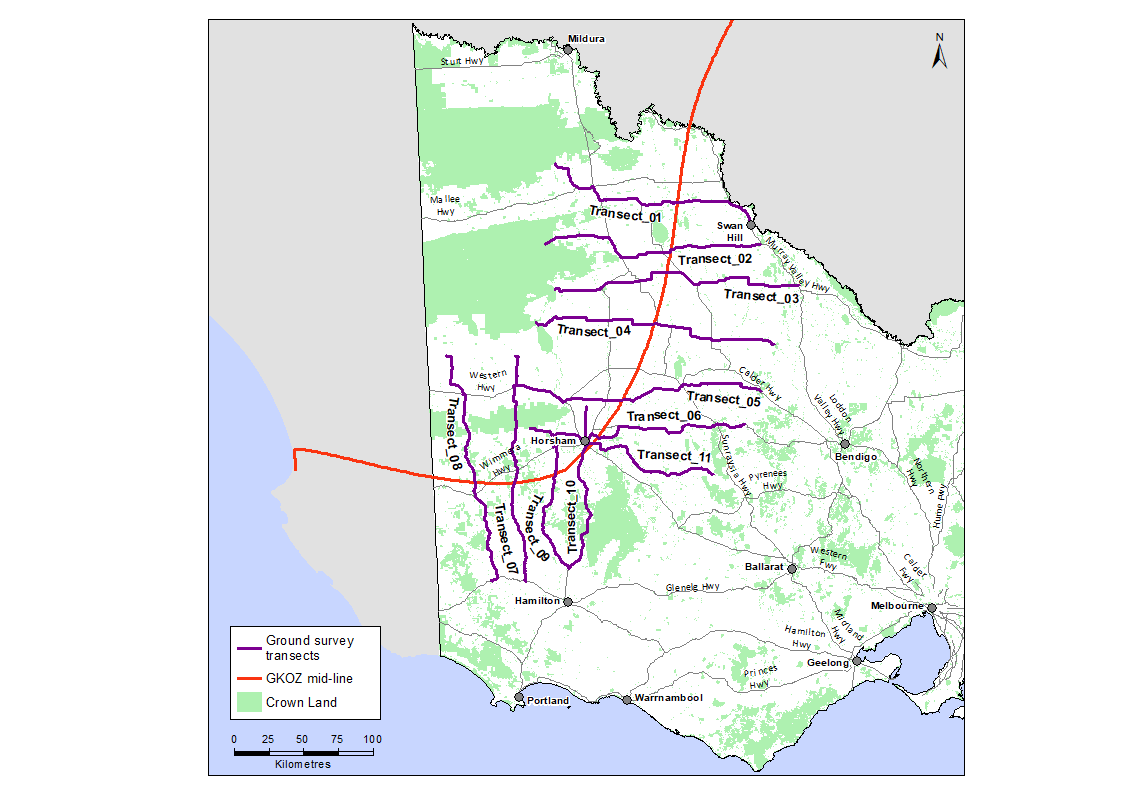 N
Mildura
Sturt Hwy
Mallee
Hwy
Transect_01
Swan
Hill
Murray Valley Hwy
Transect_02
Transect_03
Transect_04
Western
Hwy
Calder Hwy
Transect_05
Transect_06
Loddon
Valley Hwy
Transect_08
Horsham
Wimmera
Hwy
Transect_11
Sunraysia Hwy
Pyrenees
Hwy
Bendigo
Northern
Hwy
Hume Fwy
Transect_07
Transect_09
Transect_10
Western
Fwy
Ballarat
Calder
Fwy
Glenelg Hwy
Hamilton
Melbourne
Midland
Hwy
Hamilton
Hwy
Geelong
Princes
Hwy
Portland
Warrnambool
Ground survey
transects
GKOZ mid-line
Crown Land
0 25 50 75 100
Kilometres